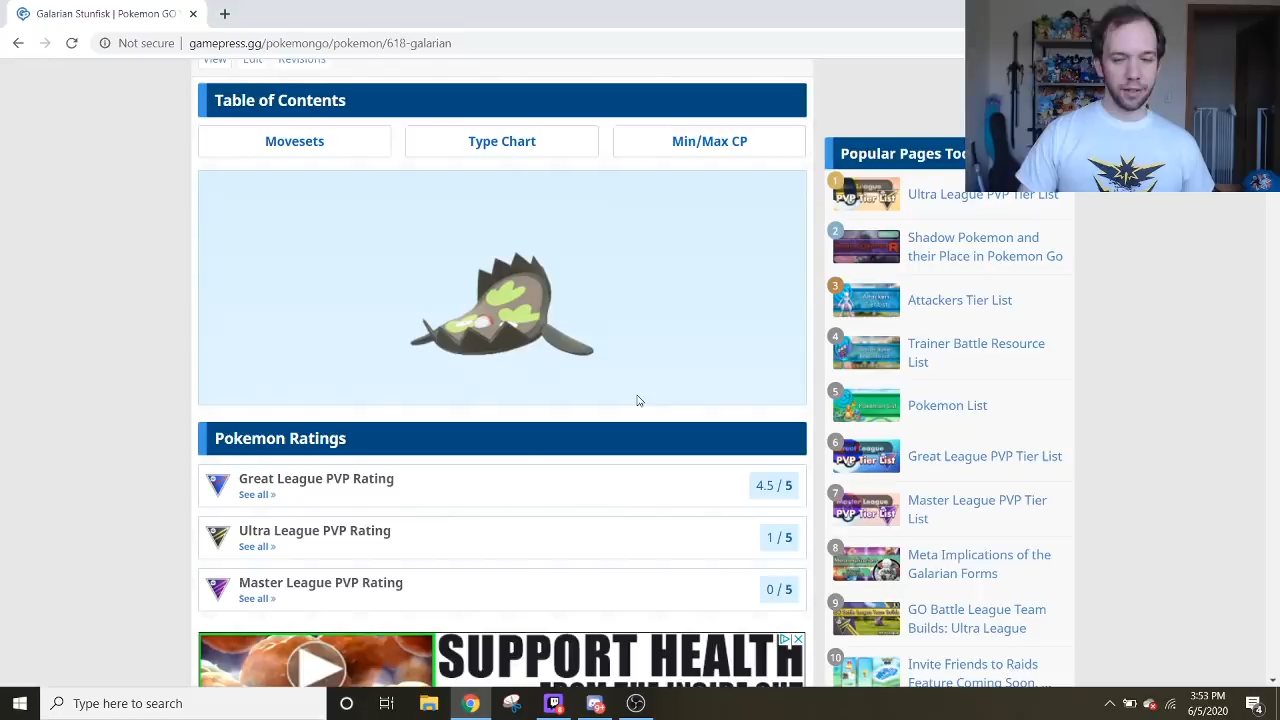 Galarian Stunfisk | Pokemon GO
Not secure | gamepress.gg/pokemongo/pokemon/618-galarian
View Edit Revisions
Table of Contents
Movesets
Type Chart
Min/Max CP
Pokemon Ratings
Great League PVP Rating
See all »
4.5 / 5
Ultra League PVP Rating
See all »
1 / 5
Master League PVP Rating
See all »
0 / 5
SUPPORT HEALTH
Popular Pages Too
1
Ultra League PVP Tier List
2
Shadow Pokemon and
their Place in Pokemon Go
3
Attackers Tier List
4
Trainer Battle Resource
List
5
Pokemon List
6
Great League PVP Tier List
7
Master League PVP Tier
List
8
Meta Implications of the
Galarian Forms
9
GO Battle League Team
Builds: Ultra League
10
Invite Friends to Raids
Feature Coming Soon
Type here to search
3:53 PM
6/5/2020
4